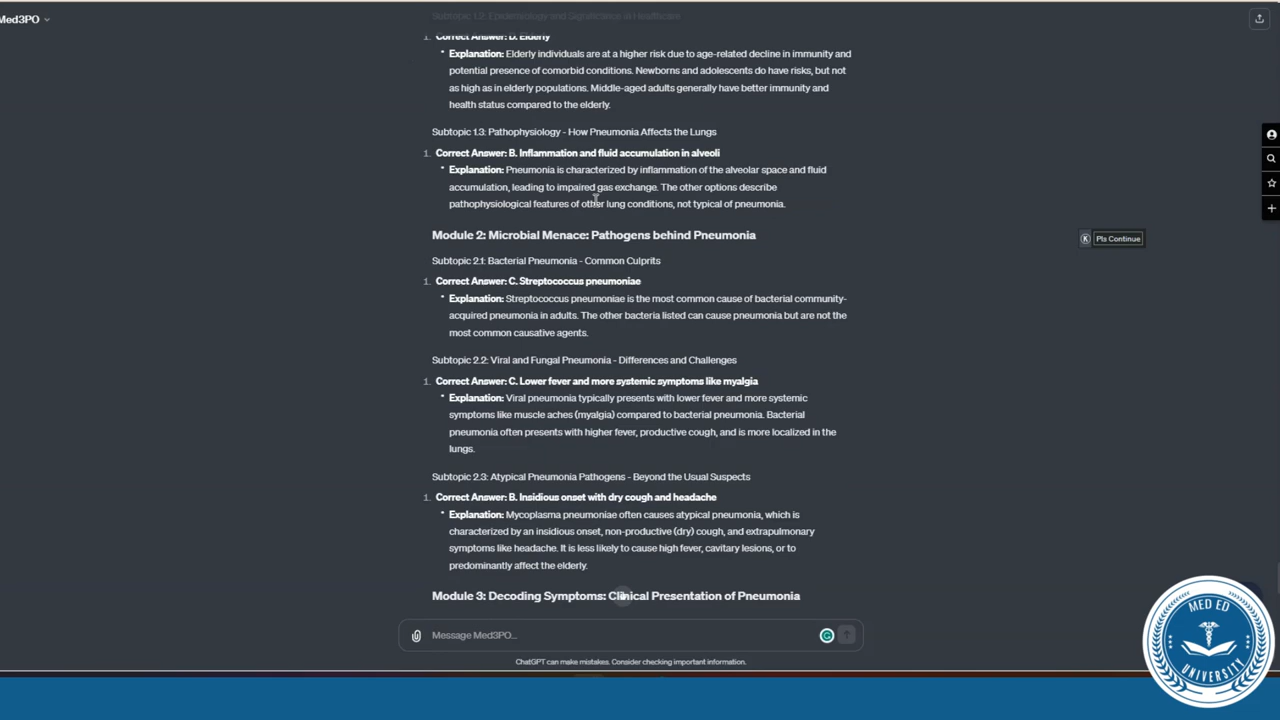 Med3PO
Subtopic 1.2: Epidemiology and Significance in Healthcare
1. Correct Answer: D. Elderly
• Explanation: Elderly individuals are at a higher risk due to age-related decline in immunity and
potential presence of comorbid conditions. Newborns and adolescents do have risks, but not
as high as in elderly populations. Middle-aged adults generally have better immunity and
health status compared to the elderly.
Subtopic 1.3: Pathophysiology - How Pneumonia Affects the Lungs
1. Correct Answer: B. Inflammation and fluid accumulation in alveoli
• Explanation: Pneumonia is characterized by inflammation of the alveolar space and fluid
accumulation, leading to impaired gas exchange. The other options describe
pathophysiological features of other lung conditions, not typical of pneumonia.
Module 2: Microbial Menace: Pathogens behind Pneumonia
K Pls Continue
Subtopic 2.1: Bacterial Pneumonia - Common Culprits
1. Correct Answer: C. Streptococcus pneumoniae
• Explanation: Streptococcus pneumoniae is the most common cause of bacterial community-
acquired pneumonia in adults. The other bacteria listed can cause pneumonia but are not the
most common causative agents.
Subtopic 2.2: Viral and Fungal Pneumonia - Differences and Challenges
1. Correct Answer: C. Lower fever and more systemic symptoms like myalgia
• Explanation: Viral pneumonia typically presents with lower fever and more systemic
symptoms like muscle aches (myalgia) compared to bacterial pneumonia. Bacterial
pneumonia often presents with higher fever, productive cough, and is more localized in the
lungs.
Subtopic 2.3: Atypical Pneumonia Pathogens - Beyond the Usual Suspects
1. Correct Answer: B. Insidious onset with dry cough and headache
• Explanation: Mycoplasma pneumoniae often causes atypical pneumonia, which is
characterized by an insidious onset, non-productive (dry) cough, and extrapulmonary
symptoms like headache. It is less likely to cause high fever, cavitary lesions, or to
predominantly affect the elderly.
Module 3: Decoding Symptoms: Clinical Presentation of Pneumonia
Message Med3PO...
ChatGPT can make mistakes. Consider checking important information.
MED ED
UNIVERSITY